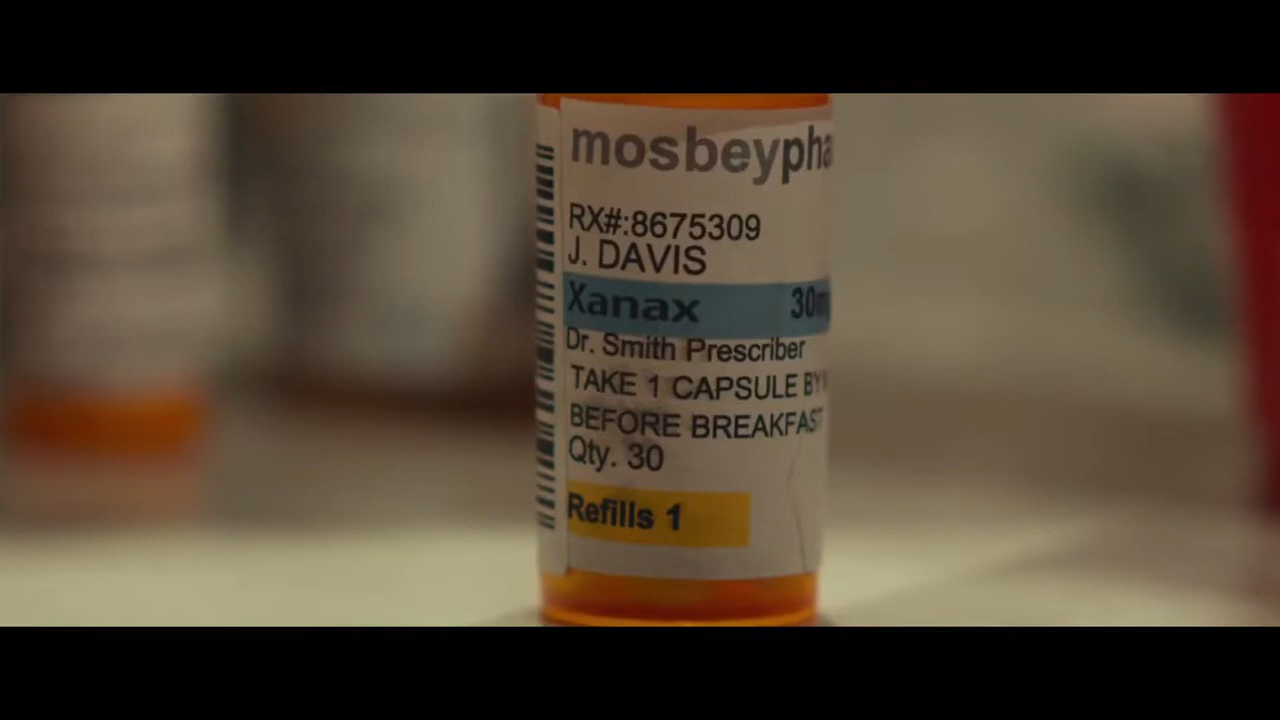 mosbeypha
RX#:8675309
J. DAVIS
Xanax 30m
Dr. Smith Prescriber
TAKE 1 CAPSULE BY
BEFORE BREAKFAST
Qty. 30
Refills 1